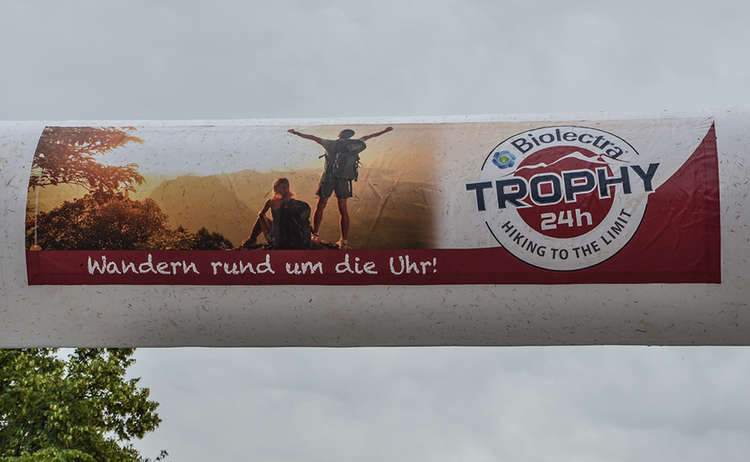 Biolectra
TROPHY
24h
HIKING TO THE LIMIT
Wandern rund um die Uhr!